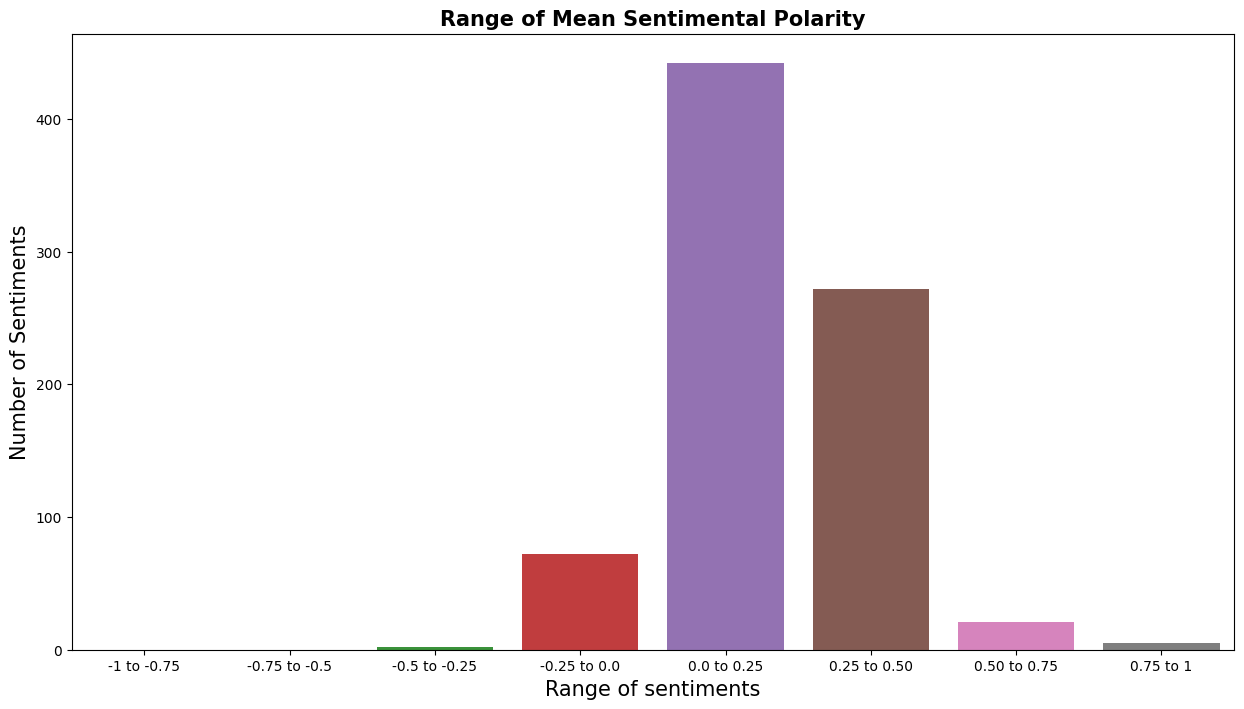 Range of Mean Sentimental Polarity
Number of Sentiments
400
300
200
100
0
-1 to -0.75
-0.75 to -0.5
-0.5 to -0.25
-0.25 to 0.0
0.0 to 0.25
0.25 to 0.50
0.50 to 0.75
0.75 to 1
Range of sentiments